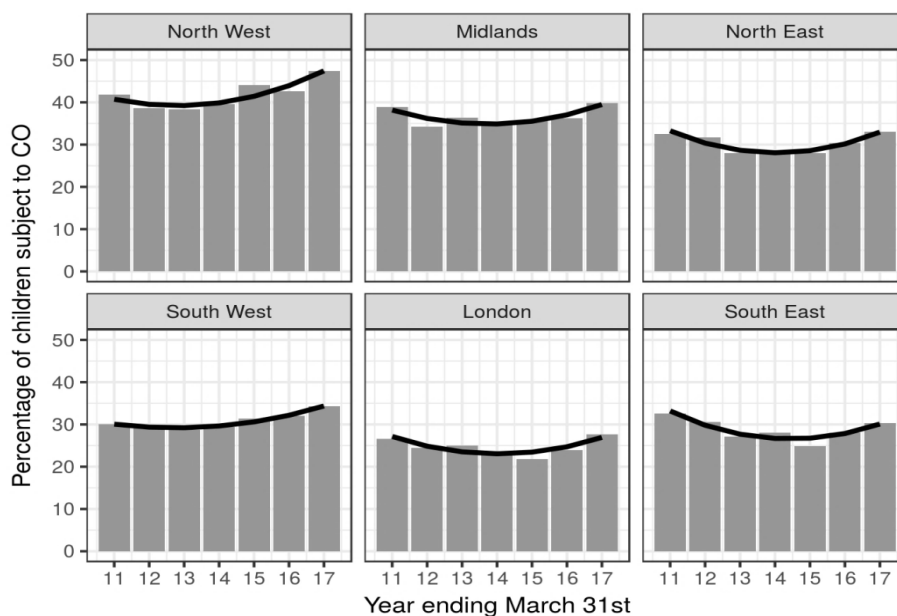 North West Midlands North East
50
40
30
20
10
0
South West London South East
50
40
30
20
10
0
11 12 13 14 15 16 17 11 12 13 14 15 16 17 11 12 13 14 15 16 17
Year ending March 31st
Percentage of children subject to CO